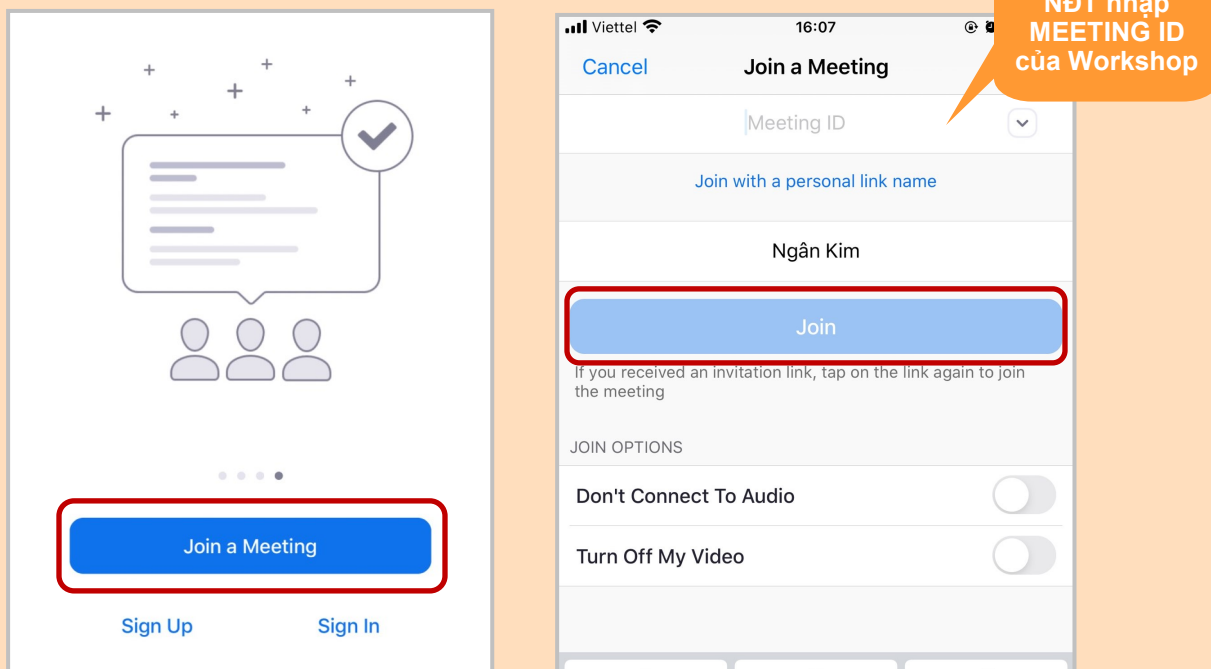 Join a Meeting
Sign Up
Sign In
Viettel
16:07
Cancel
Join a Meeting
NĐT nhập
MEETING ID
của Workshop
Meeting ID
Join with a personal link name
Ngân Kim
Join
If you received an invitation link, tap on the link again to join
the meeting
JOIN OPTIONS
Don't Connect To Audio
Turn Off My Video